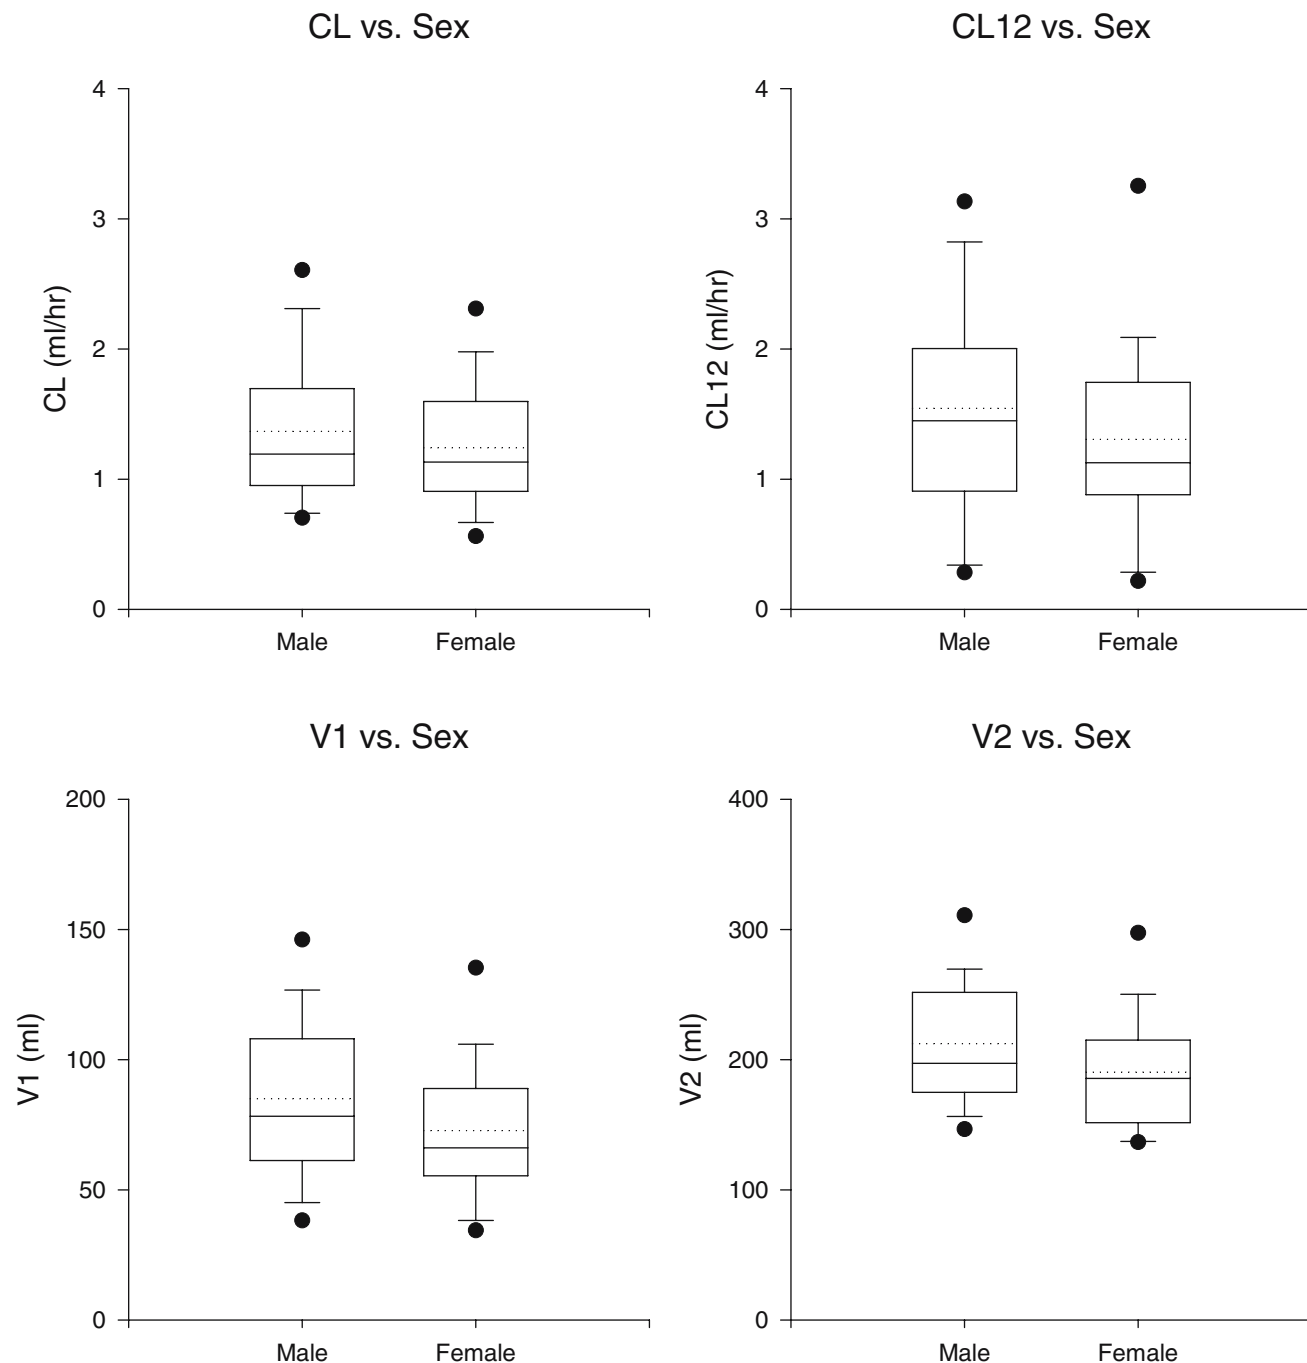 CL vs. Sex
4
3
2
1
0
CL (ml/hr)
Male Female
CL12 vs. Sex
4
3
2
1
0
CL12 (ml/hr)
Male Female
V1 vs. Sex
200
150
100
50
0
V1 (ml)
Male Female
V2 vs. Sex
400
300
200
100
0
V2 (ml)
Male Female